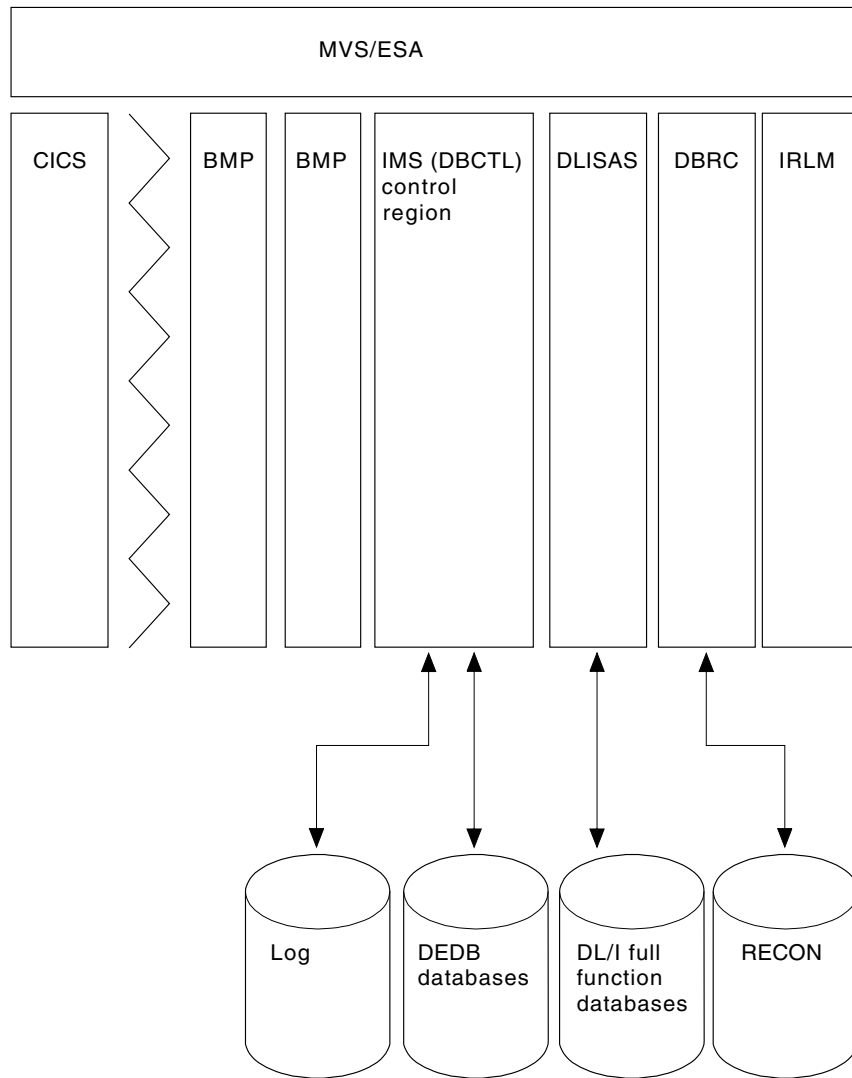 MVS/ESA
CICS
BMP
BMP
IMS (DBCTL)
control
region
DLISAS
DBRC
IRLM
Log
DEDB
databases
DL/I full
function
databases
RECON